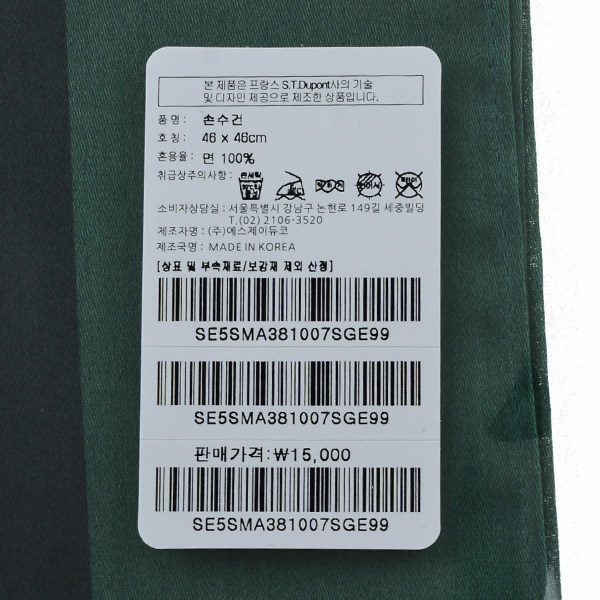 본 제품은 프랑스 S.T.Dupont사의 기술
및 디자인 제공으로 제조한 상품입니다.
품 명: 손수건
호 칭: 46 x 46cm
혼용율: 면 100%
취급상주의사항:
소비자상담실: 서울특별시 강남구 논현로 149길 세중빌딩
T.(02) 2106-3520
제조자명: (주)에스제이듀코
제조국명: MADE IN KOREA
[상표 및 부속재료/보강재 제외 산정]
SE5SMA381007SGE99
SE5SMA381007SGE99
판매가격:₩15,000
SE5SMA381007SGE99